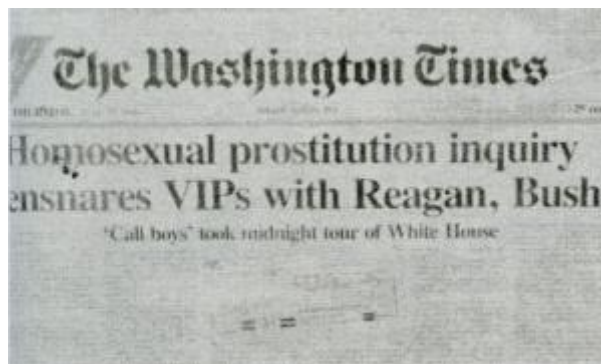 The Washington Times
Homosexual prostitution inquiry
ensnares VIPs with Reagan, Bush
'Call boys' took midnight tour of White House